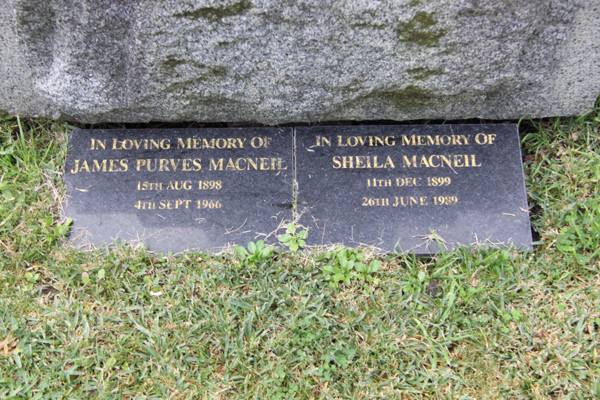 In Loving Memory Of
JAMES PURVES MACNEIL
15TH AUG 1898
4TH SEPT 1966
In Loving Memory Of
SHEILA MACNEIL
11TH DEC 1899
26TH JUNE 1989